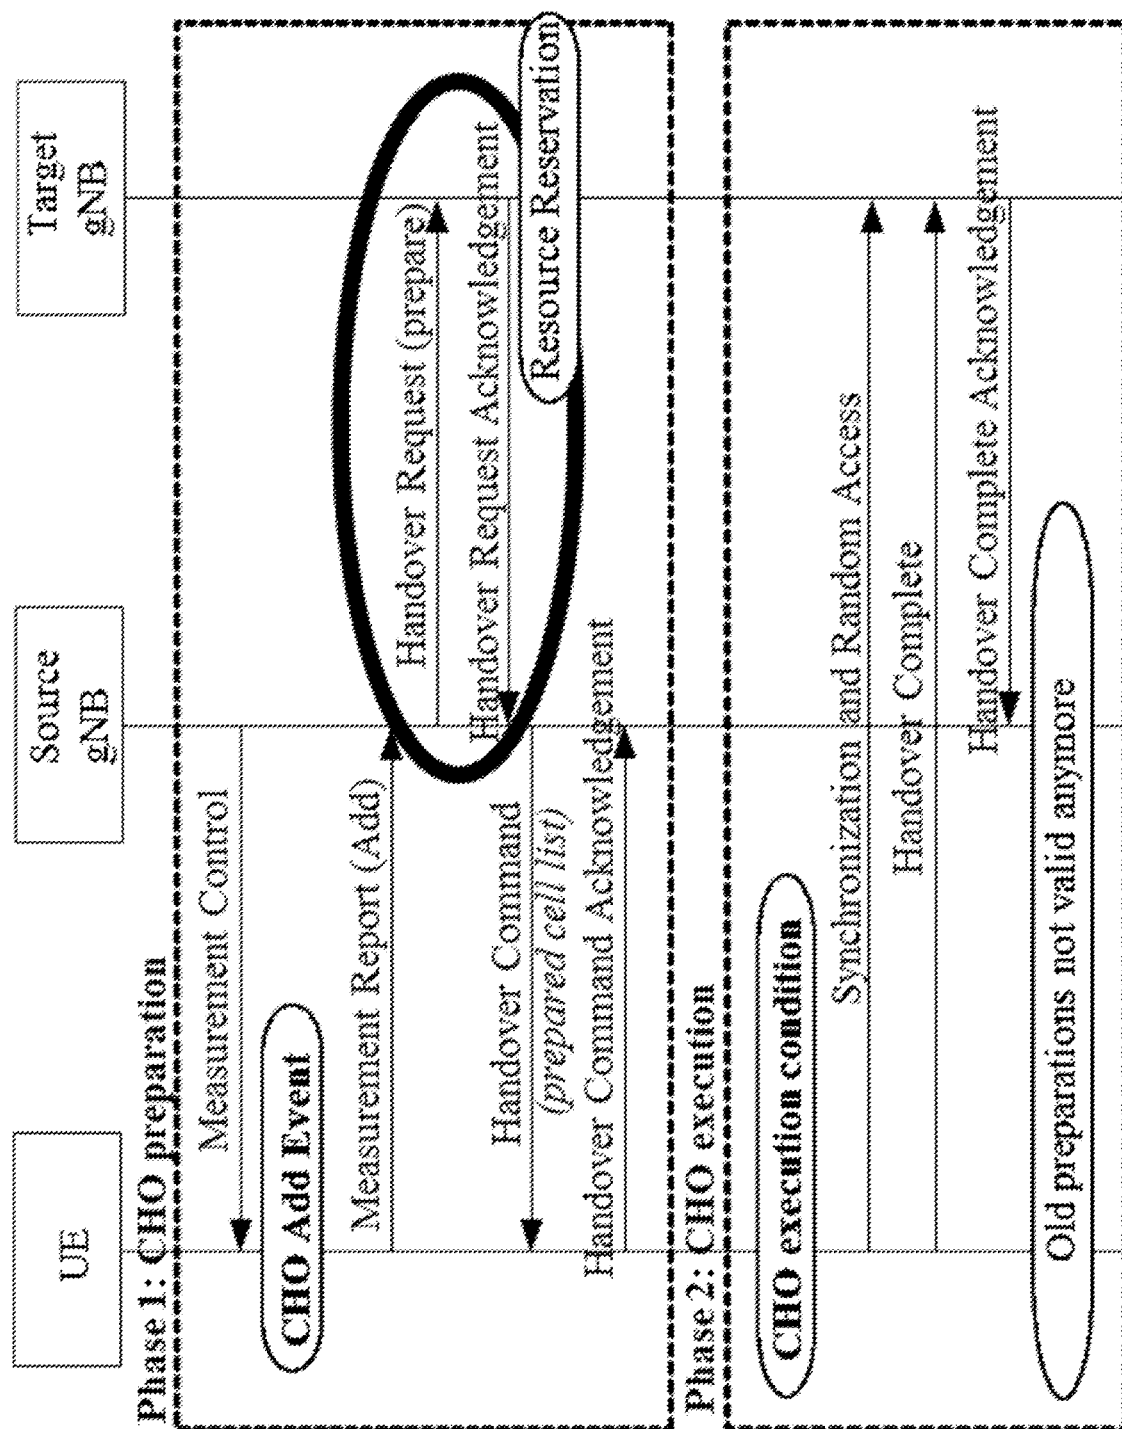 UE
Source
gNB
Target
gNB
Phase 1: CHO preparation
Measurement Control
CHO Add Event
Measurement Report (Add)
Handover Request (prepare)
Handover Request Acknowledgement
Handover Command
(prepared cell list)
Resource Reservation
Handover Command Acknowledgement
Phase 2: CHO execution
CHO execution condition
Synchronization and Random Access
Handover Complete
Handover Complete Acknowledgement
Old preparations not valid anymore